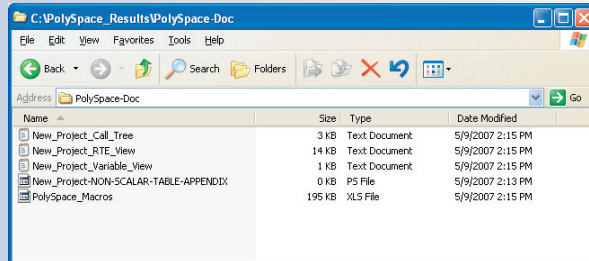 C:\PolySpace_Results\PolySpace-Doc
File Edit View Favorites Tools Help
Back Search Folders
Address PolySpace-Doc Go
Name Size Type Date Modified
New_Project_Call_Tree 3 KB Text Document 5/9/2007 2:15 PM
New_Project_RTE_View 14 KB Text Document 5/9/2007 2:15 PM
New_Project_Variable_View 1 KB Text Document 5/9/2007 2:15 PM
New_Project-NON-SCALAR-TABLE-APPENDIX 0 KB PS File 5/9/2007 2:13 PM
PolySpace_Macros 195 KB XLS File 5/9/2007 2:15 PM